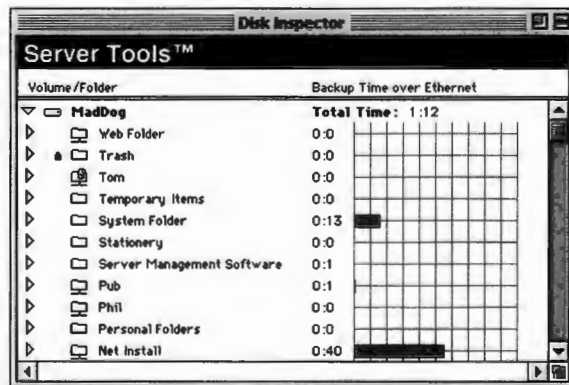 Disk Inspector
Server Tools™
Volume/Folder Backup Time over Ethernet
MadDog Total Time: 1:12
Web Folder 0:0
Trash 0:0
Tom 0:0
Temporary Items 0:0
System Folder 0:13
Stationery 0:0
Server Management Software 0:1
Pub 0:1
Phil 0:0
Personal Folders 0:0
Net Install 0:40